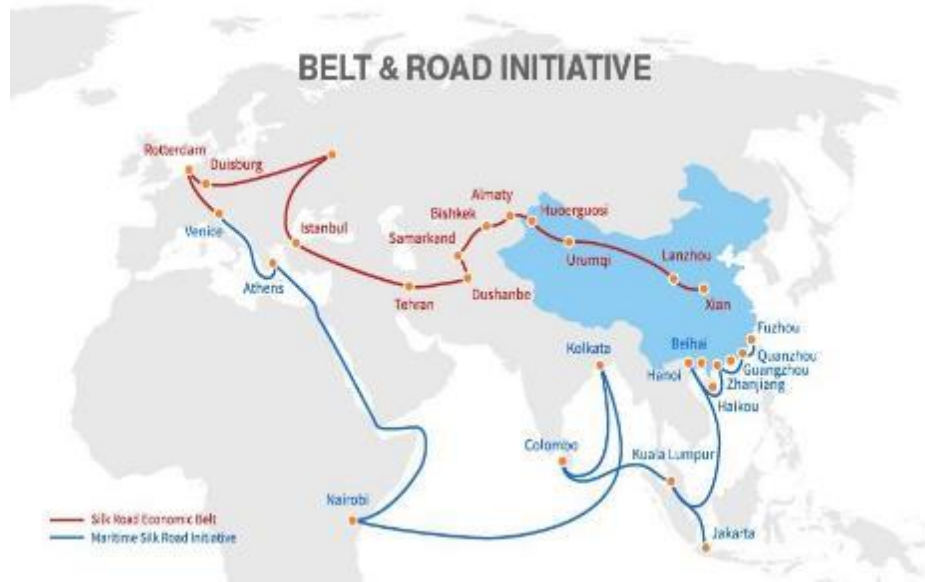 BELT & ROAD INITIATIVE
Rotterdam
Duisburg
Almaty
Bishkek
Huoerguosi
Venice
Istanbul
Samarkand
Urumqi
Lanzhou
Athens
Tehran
Dushanbe
Xian
Fuzhou
Kolkata
Beihai
Quanzhou
Hanoi
Guangzhou
Zhanjiang
Haikou
Colombo
Kuala Lumpur
Nairobi
Silk Road Economic Belt
Maritime Silk Road Initiative
Jakarta